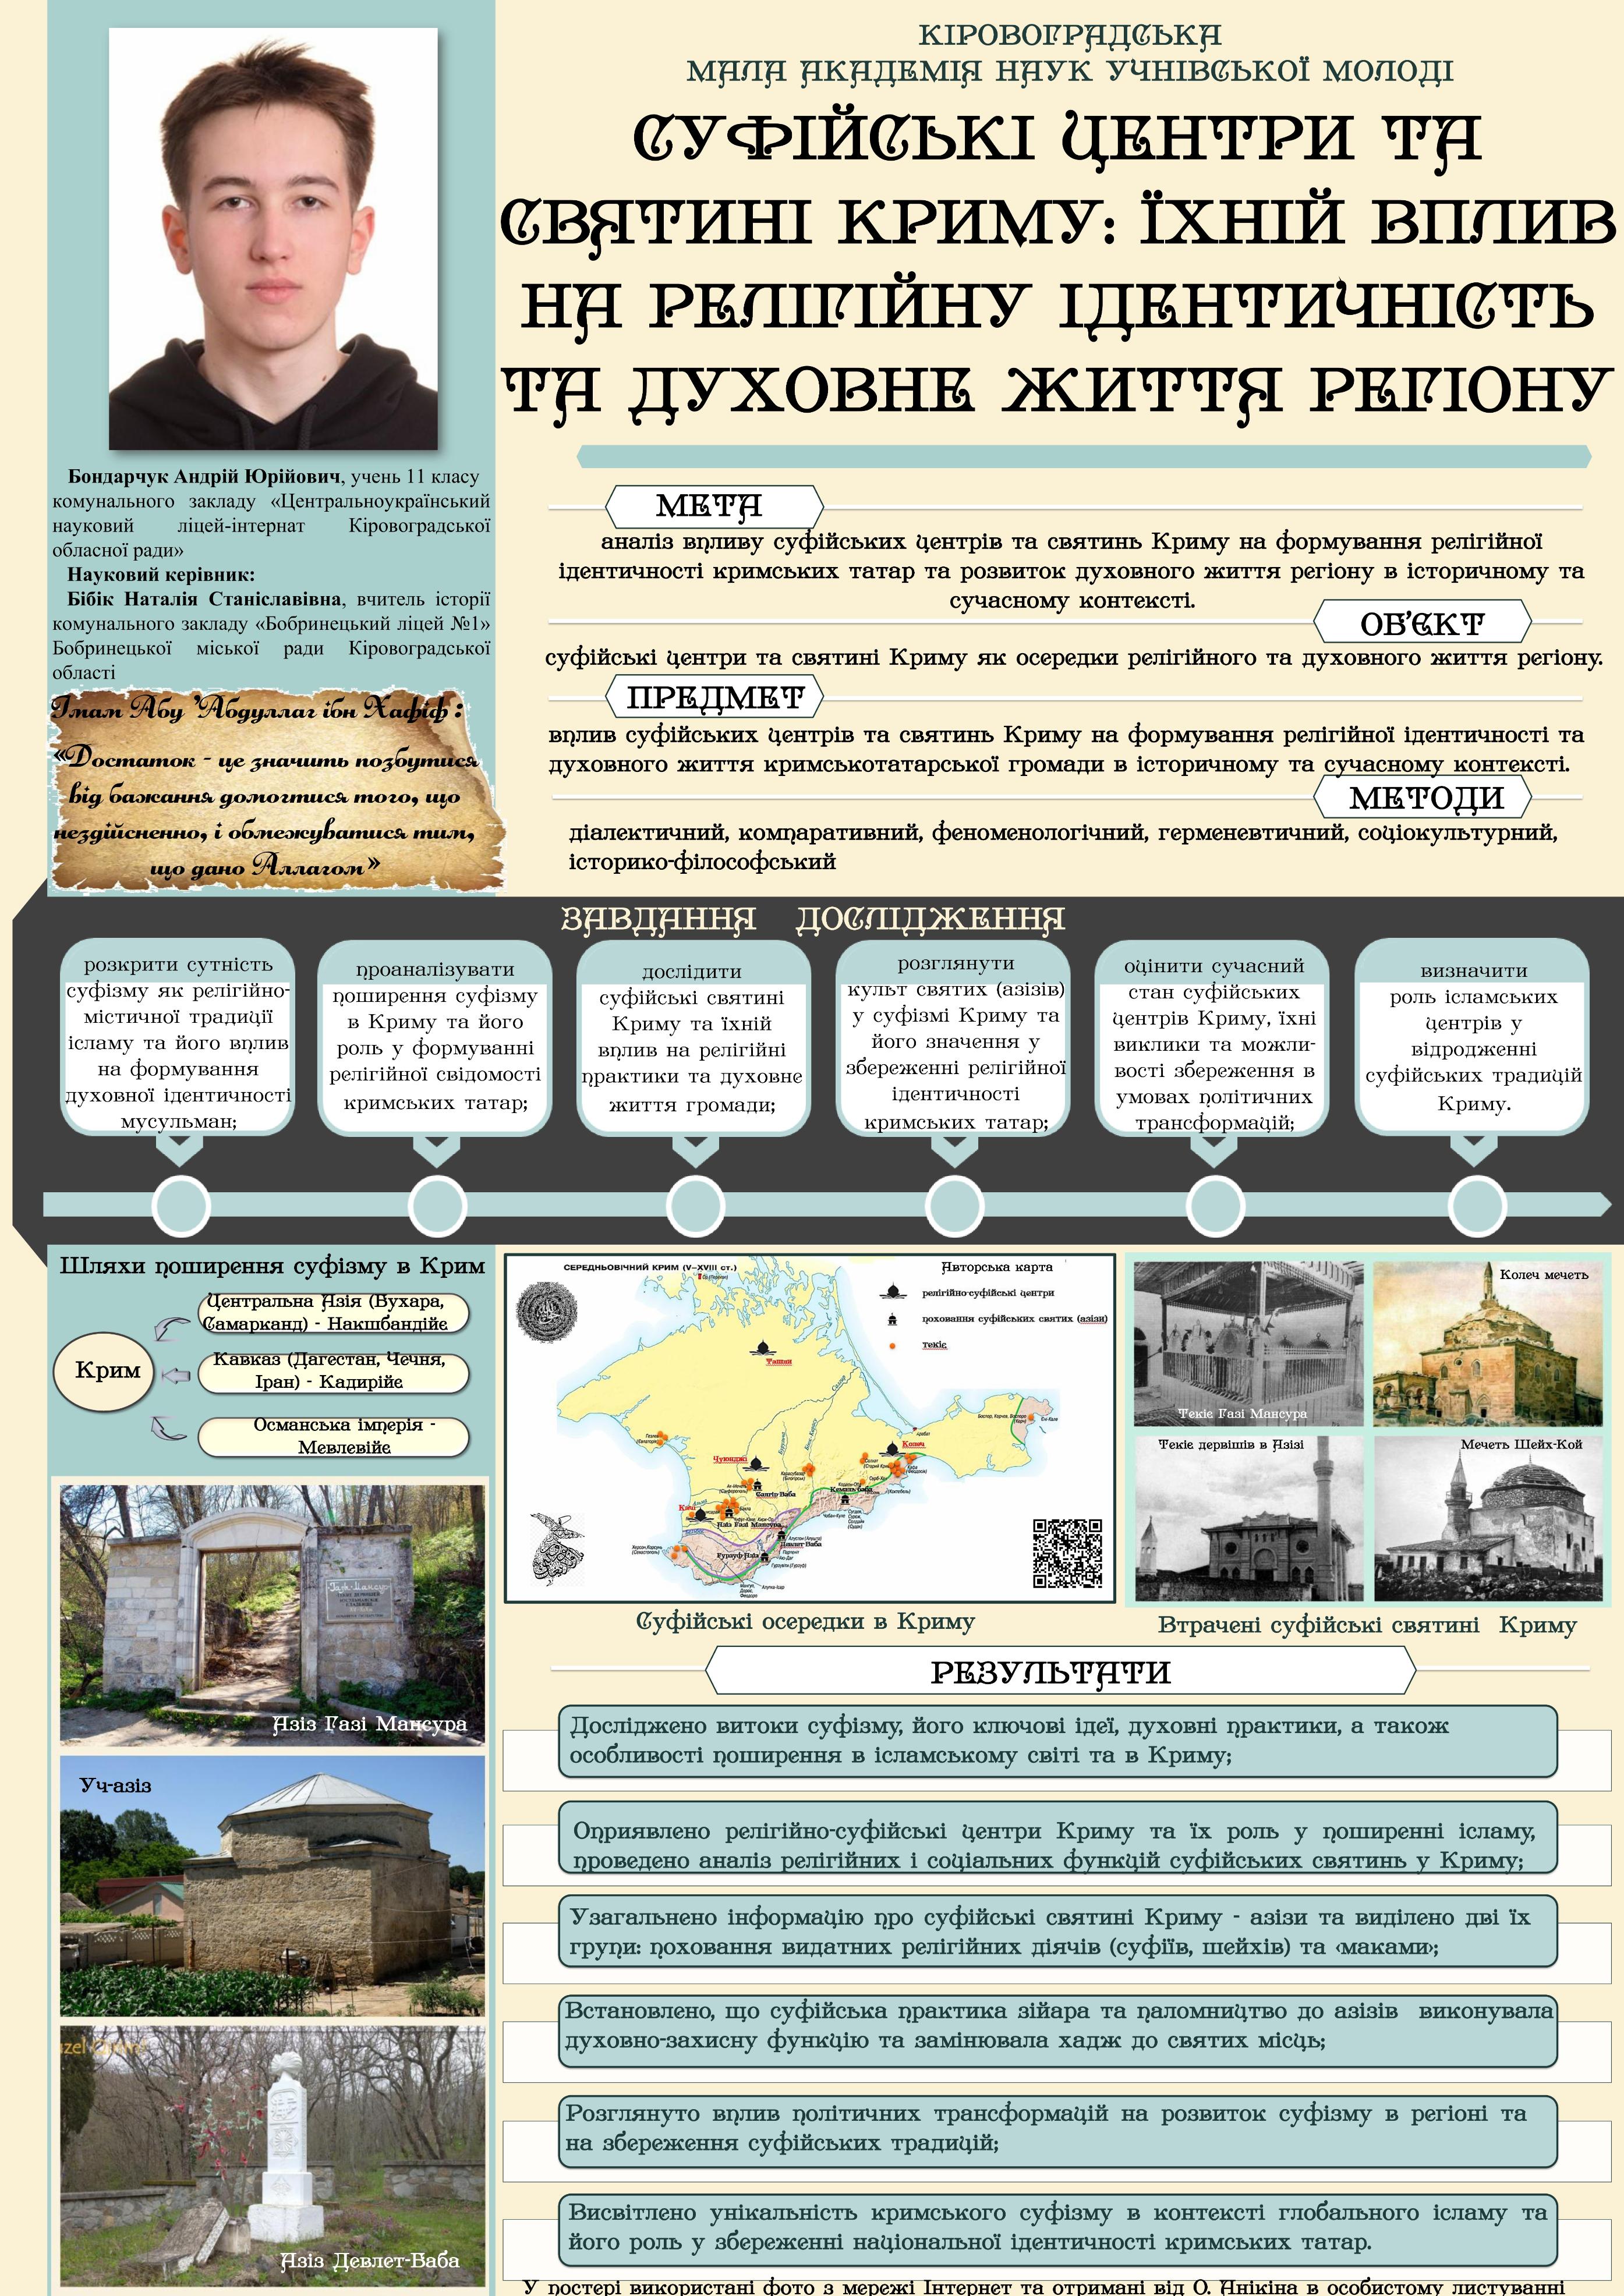 КІРОВОГРАДСЬКА
МАЛА АКАДЕМІЯ НАУК УЧНІВСЬКОЇ МОЛОДІ
СУФІЙСЬКІ ЦЕНТРИ ТА
СВЯТИНІ КРИМУ: ЇХНІЙ ВПЛИВ
НА РЕЛІГІЙНУ ІДЕНТИЧНІСТЬ
ТА ДУХОВНЕ ЖИТТЯ РЕГІОНУ
Бондарчук Андрій Юрійович, учень 11 класу
комунального закладу «Центральноукраїнський
науковий ліцей-інтернат Кіровоградської
обласної ради»
Науковий керівник:
Бібік Наталія Станіславівна, вчитель історії
комунального закладу «Бобринецький ліцей №1»
Бобринецької міської ради Кіровоградської
області
Імам Абу 'Абдуллаг ібн Хафіф:
«Достаток - це значить позбутися
від бажання домогтися того, що
нездійсненно, і обмежуватися тим,
що дано Аллагом»
МЕТА
аналіз впливу суфійських центрів та святинь Криму на формування релігійної
ідентичності кримських татар та розвиток духовного життя регіону в історичному та
сучасному контексті.
ОБ'ЄКТ
суфійські центри та святині Криму як осередки релігійного та духовного життя регіону.
ПРЕДМЕТ
вплив суфійських центрів та святинь Криму на формування релігійної ідентичності та
духовного життя кримськотатарської громади в історичному та сучасному контексті.
МЕТОДИ
діалектичний, компаративний, феноменологічний, герменевтичний, соціокультурний,
історико-філософський
ЗАВДАННЯ ДОСЛІДЖЕННЯ
розкрити сутність
суфізму як релігійно-
містичної традиції
ісламу та його вплив
на формування
духовної ідентичності
мусульман;
проаналізувати
поширення суфізму
в Криму та його
роль у формуванні
релігійної свідомості
кримських татар;
дослідити
суфійські святині
Криму та їхній
вплив на релігійні
практики та духовне
життя громади;
розглянути
культ святих (азізів)
у суфізмі Криму та
його значення у
збереженні релігійної
ідентичності
кримських татар;
оцінити сучасний
стан суфійських
центрів Криму, їхні
виклики та можли-
вості збереження в
умовах політичних
трансформацій;
визначити
роль ісламських
центрів у
відродженні
суфійських традицій
Криму.
Шляхи поширення суфізму в Крим
Крим
Центральна Азія (Бухара,
Самарканд) - Накшбандійє
Кавказ (Дагестан, Чечня,
Іран) - Кадирійє
Османська імперія -
Мевлевійє
Азіз Газі Мансура
Уч-азіз
Азіз Девлет-Баба
СЕРЕДНЬОВІЧНИЙ КРИМ (V–XVIII ст.)
Авторська карта
релігійно-суфійські центри
поховання суфійських святих (азізи)
текіє
Ташли
Чуюнджі
Колеч
Качі
Салгір Баба
Кемаль баба
Азіз Газі Мансура
Девлет Баба
Гурзуф Азіз
Суфійські осередки в Криму
Текіє Газі Мансура
Колеч мечеть
Текіє дервішів в Азізі
Мечеть Шейх-Кой
Втрачені суфійські святині Криму
РЕЗУЛЬТАТИ
Досліджено витоки суфізму, його ключові ідеї, духовні практики, а також
особливості поширення в ісламському світі та в Криму;
Оприявлено релігійно-суфійські центри Криму та їх роль у поширенні ісламу,
проведено аналіз релігійних і соціальних функцій суфійських святинь у Криму;
Узагальнено інформацію про суфійські святині Криму - азізи та виділено дві їх
групи: поховання видатних релігійних діячів (суфіїв, шейхів) та ‹маками›;
Встановлено, що суфійська практика зійара та паломництво до азізів виконувала
духовно-захисну функцію та замінювала хадж до святих місць;
Розглянуто вплив політичних трансформацій на розвиток суфізму в регіоні та
на збереження суфійських традицій;
Висвітлено унікальність кримського суфізму в контексті глобального ісламу та
його роль у збереженні національної ідентичності кримських татар.
У постері використані фото з мережі Інтернет та отримані від О. Анікіна в особистому листуванні